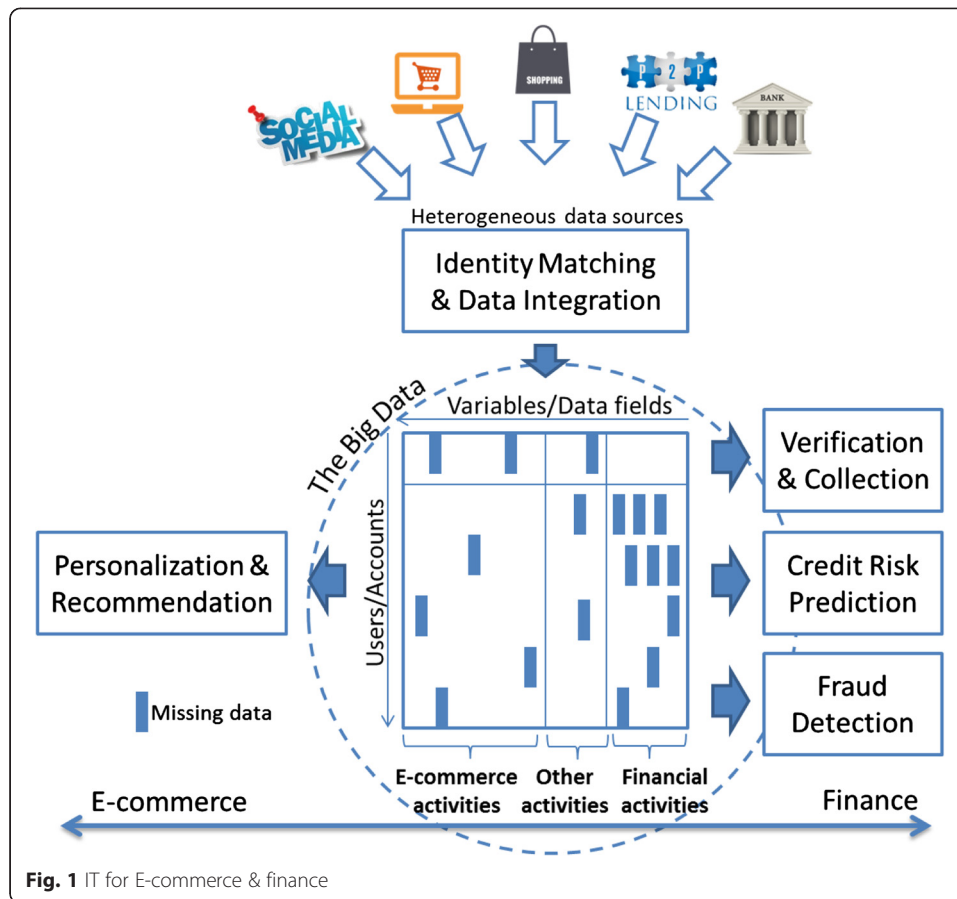 SOCIAL
MEDIA
SHOPPING
P2P
LENDING
BANK
Heterogeneous data sources
Identity Matching
& Data Integration
The Big Data
Variables/Data fields
Users/Accounts
Verification
& Collection
Personalization &
Recommendation
Credit Risk
Prediction
Missing data
Fraud
Detection
E-commerce
activities
Other
activities
Financial
activities
E-commerce
Finance
Fig. 1 IT for E-commerce & finance